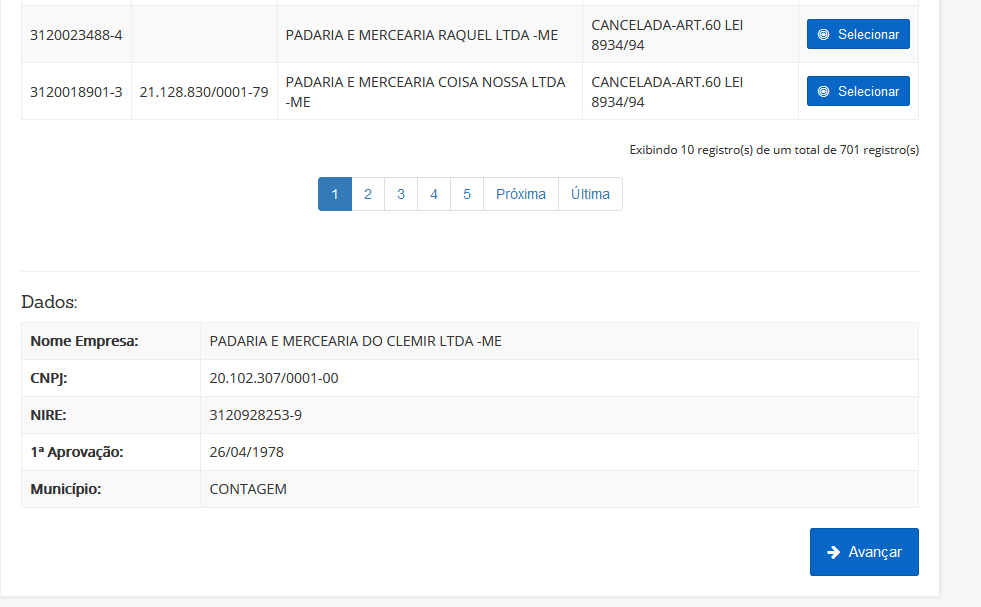 3120023488-4 PADARIA E MERCEARIA RAQUEL LTDA -ME CANCELADA-ART.60 LEI 8934/94 Selecionar
3120018901-3 21.128.830/0001-79 PADARIA E MERCEARIA COISA NOSSA LTDA -ME CANCELADA-ART.60 LEI 8934/94 Selecionar
Exibindo 10 registro(s) de um total de 701 registro(s)
1 2 3 4 5 Próxima Última
Dados:
Nome Empresa: PADARIA E MERCEARIA DO CLEMIR LTDA -ME
CNPJ: 20.102.307/0001-00
NIRE: 3120928253-9
1ª Aprovação: 26/04/1978
Município: CONTAGEM
Avançar